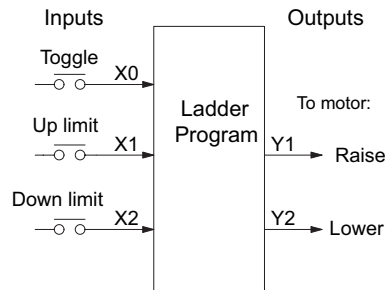 Inputs
Outputs
Toggle
X0
Ladder
Program
To motor:
Up limit
X1
Y1
Raise
Down limit
X2
Y2
Lower